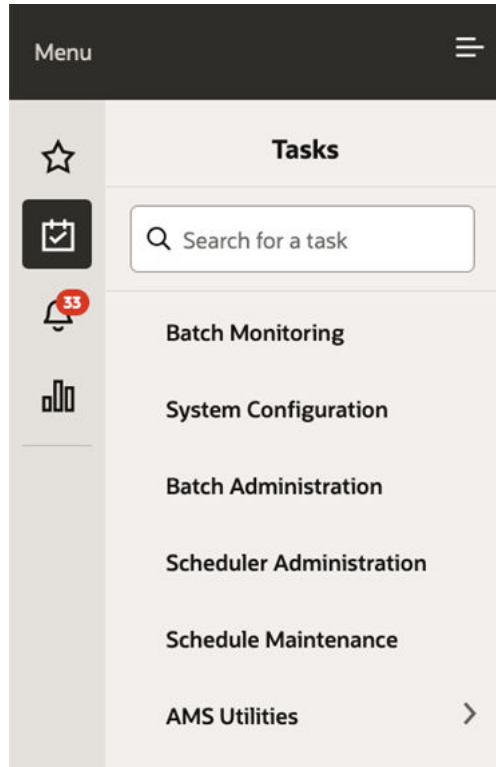 Menu
Tasks
Search for a task
33
Batch Monitoring
System Configuration
Batch Administration
Scheduler Administration
Schedule Maintenance
AMS Utilities